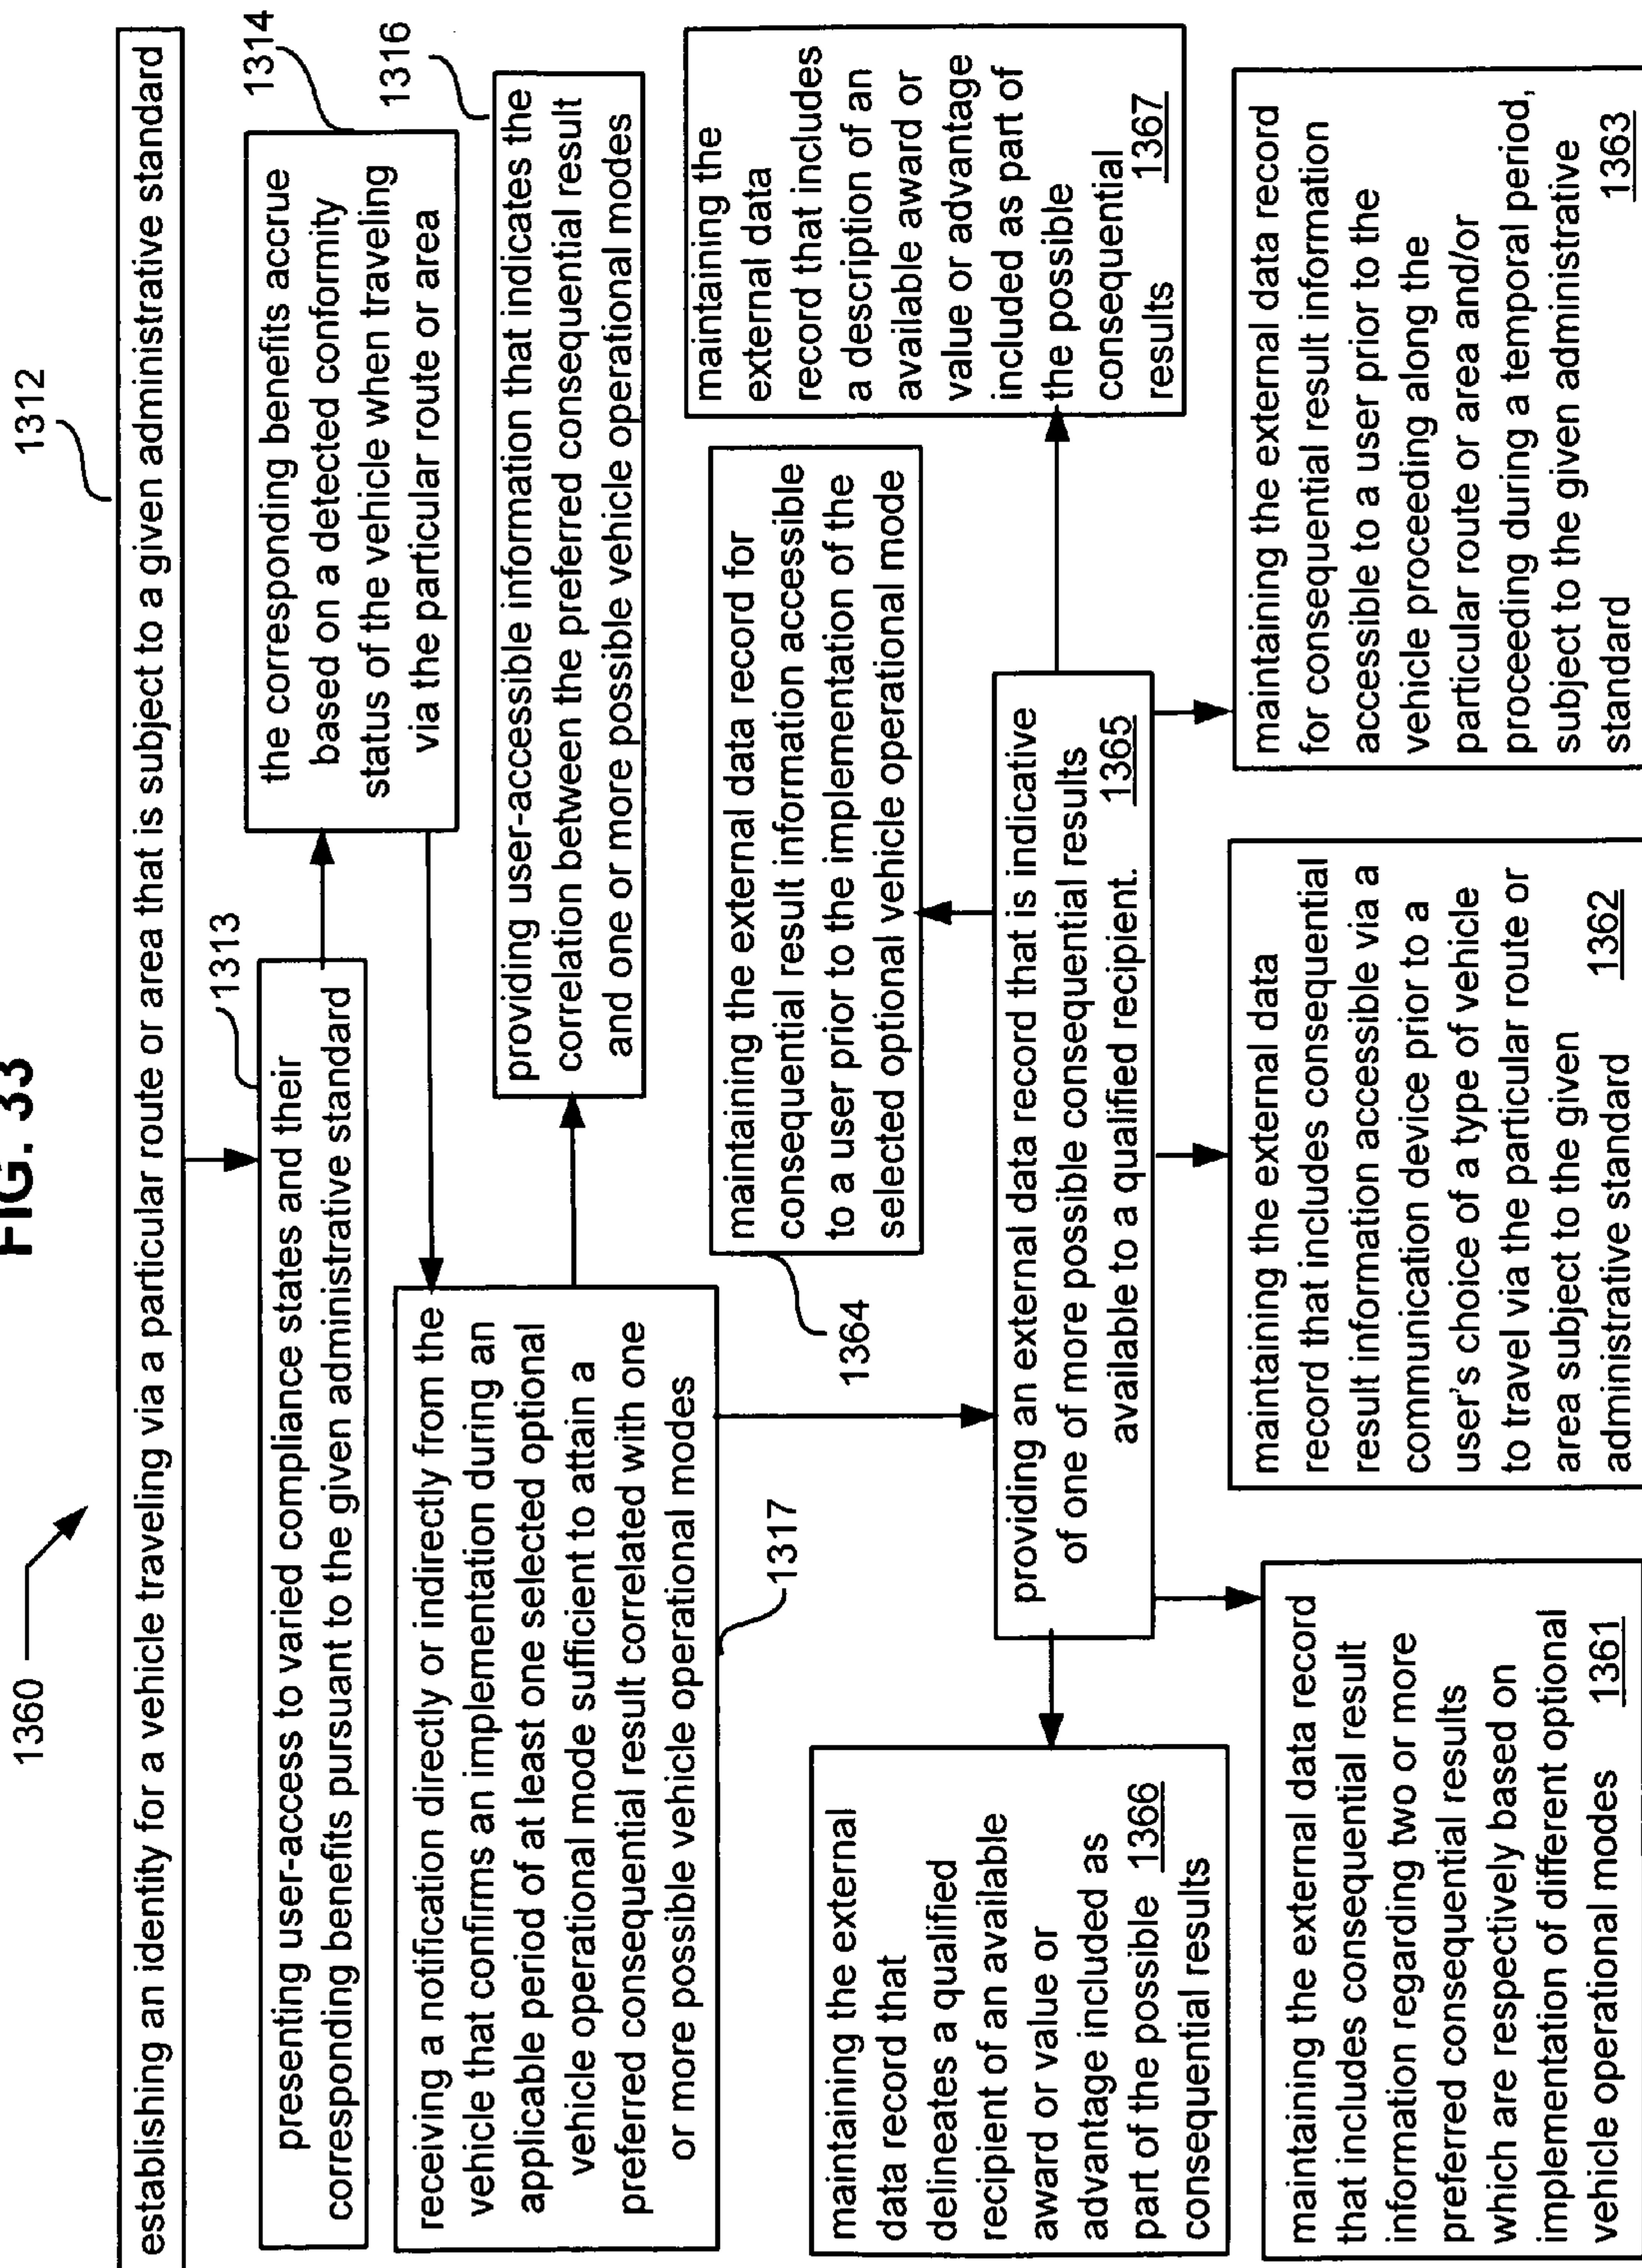 FIG. 33
1360
1312
establishing an identity for a vehicle traveling via a particular route or area that is subject to a given administrative standard
1313
presenting user-access to varied compliance states and their
corresponding benefits pursuant to the given administrative standard
1314
the corresponding benefits accrue
based on a detected conformity
status of the vehicle when traveling
via the particular route or area
receiving a notification directly or indirectly from the
vehicle that confirms an implementation during an
applicable period of at least one selected optional
vehicle operational mode sufficient to attain a
preferred consequential result correlated with one
or more possible vehicle operational modes
1317
1316
providing user-accessible information that indicates the
correlation between the preferred consequential result
and one or more possible vehicle operational modes
maintaining the external data record for
consequential result information accessible
to a user prior to the implementation of the
selected optional vehicle operational mode
1364
maintaining the
external data
record that includes
a description of an
available award or
value or advantage
included as part of
the possible
consequential
results 1367
providing an external data record that is indicative
of one of more possible consequential results
available to a qualified recipient. 1365
maintaining the external
data record that
delineates a qualified
recipient of an available
award or value or
advantage included as
part of the possible 1366
consequential results
maintaining the external data record
that includes consequential result
information regarding two or more
preferred consequential results
which are respectively based on
implementation of different optional
vehicle operational modes 1361
maintaining the external data
record that includes consequential
result information accessible via a
communication device prior to a
user's choice of a type of vehicle
to travel via the particular route or
area subject to the given
administrative standard 1362
maintaining the external data record
for consequential result information
accessible to a user prior to the
vehicle proceeding along the
particular route or area and/or
proceeding during a temporal period,
subject to the given administrative
standard 1363